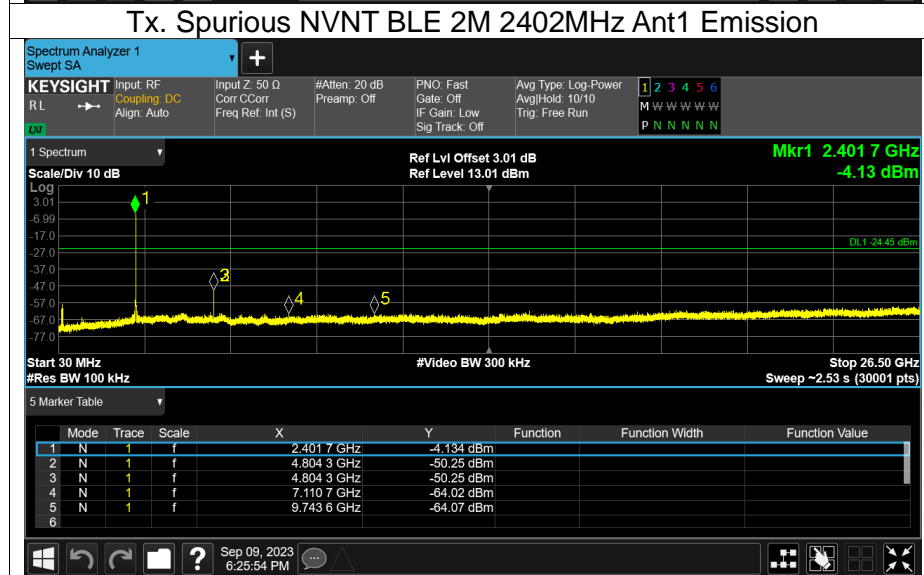 Tx. Spurious NVNT BLE 2M 2402MHz Ant1 Emission
Spectrum Analyzer 1
Swept SA
+
KEYSIGHT Input: RF Input Z: 50 Ω #Atten: 20 dB PNO: Fast Avg Type: Log-Power 1 2 3 4 5 6
R L Coupling: DC Corr CCorr Preamp: Off Gate: Off Avg|Hold: 10/10 M W W W W W
Align: Auto Freq Ref: Int (S) IF Gain: Low Trig: Free Run
LXI Sig Track: Off P N N N N N
1 Spectrum Ref Lvl Offset 3.01 dB Mkr1 2.401 7 GHz
Scale/Div 10 dB Ref Level 13.01 dBm -4.13 dBm
Log
3.01
1
-6.99
-17.0
DL1 -24.45 dBm
-27.0
-37.0
-47.0
-57.0
4 5
-67.0
-77.0
Start 30 MHz #Video BW 300 kHz Stop 26.50 GHz
#Res BW 100 kHz Sweep ~2.53 s (30001 pts)
5 Marker Table
Mode Trace Scale X Y Function Function Width Function Value
1 N 1 f 2.401 7 GHz -4.134 dBm
2 N 1 f 4.804 3 GHz -50.25 dBm
3 N 1 f 4.804 3 GHz -50.25 dBm
4 N 1 f 7.110 7 GHz -64.02 dBm
5 N 1 f 9.743 6 GHz -64.07 dBm
6
? Sep 09, 2023
6:25:54 PM